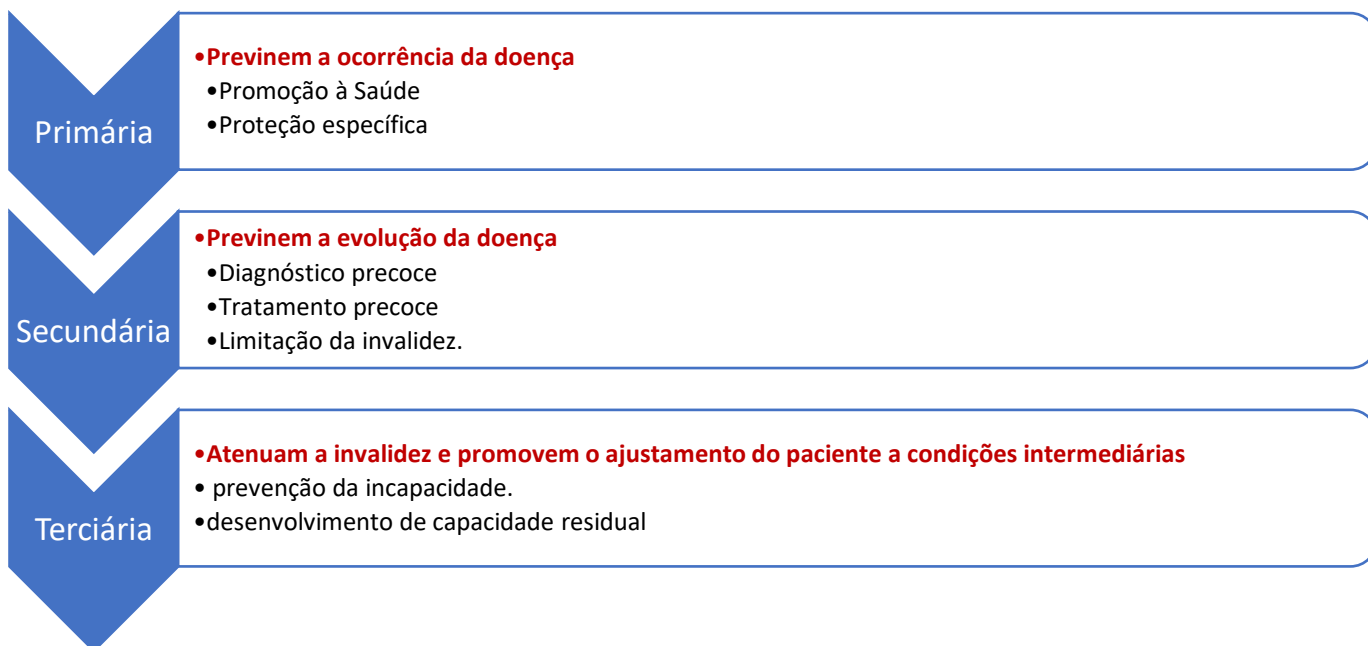 Primária
•Previnem a ocorrência da doença
•Promoção à Saúde
•Proteção específica
Secundária
•Previnem a evolução da doença
•Diagnóstico precoce
•Tratamento precoce
•Limitação da invalidez.
Terciária
•Atenuam a invalidez e promovem o ajustamento do paciente a condições intermediárias
• prevenção da incapacidade.
•desenvolvimento de capacidade residual